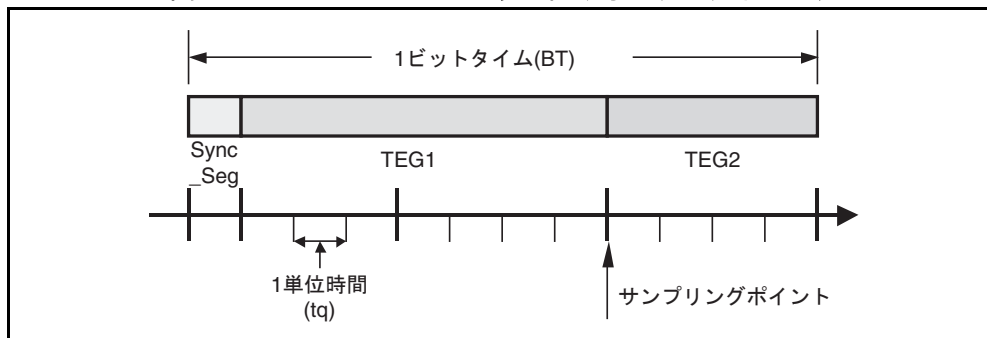 1ビットタイム(BT)
Sync
_Seg
TEG1
TEG2
1単位時間
(tq)
サンプリングポイント